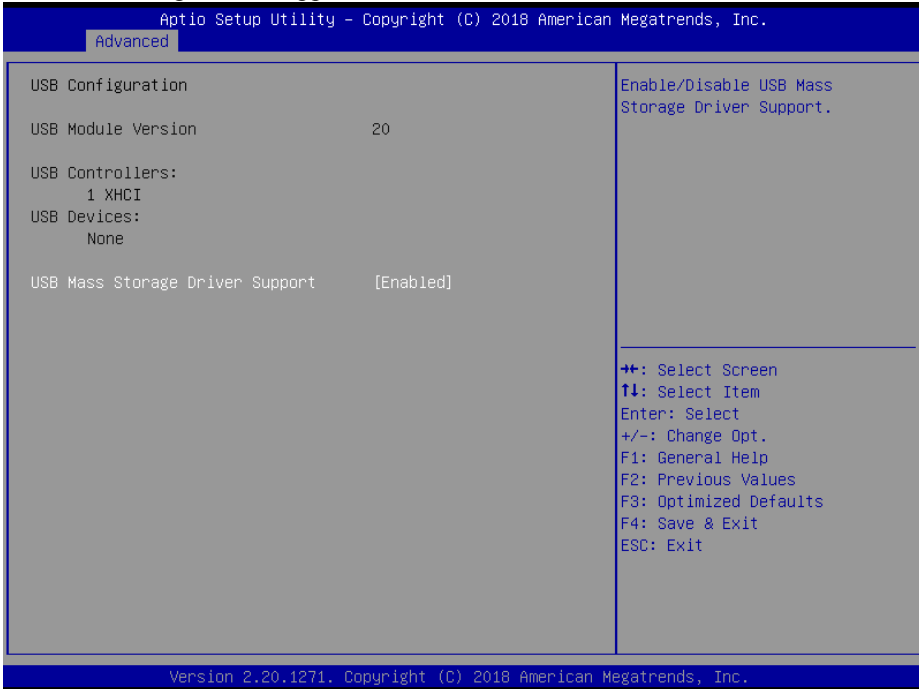 Aptio Setup Utility – Copyright (C) 2018 American Megatrends, Inc.
Advanced
USB Configuration
USB Module Version 20
USB Controllers:
1 XHCI
USB Devices:
None
USB Mass Storage Driver Support [Enabled]
Enable/Disable USB Mass
Storage Driver Support.
→←: Select Screen
↑↓: Select Item
Enter: Select
+/-: Change Opt.
F1: General Help
F2: Previous Values
F3: Optimized Defaults
F4: Save & Exit
ESC: Exit
Version 2.20.1271. Copyright (C) 2018 American Megatrends, Inc.